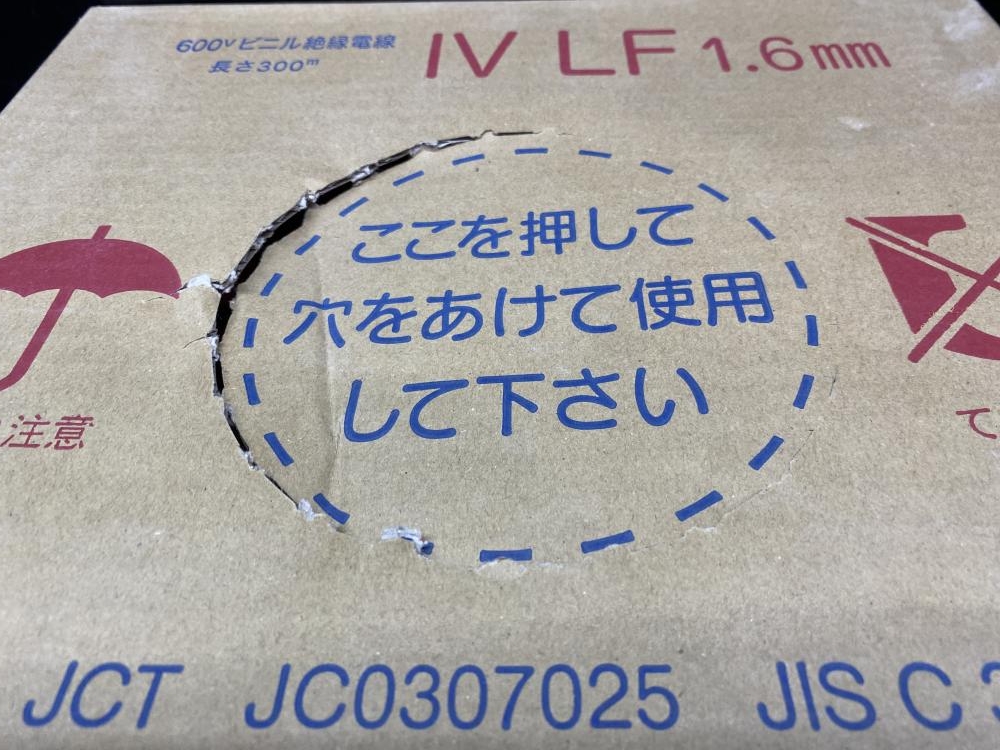 600Vビニル絶縁電線
長さ300m
IV LF 1.6mm
ここを押して
穴をあけて使用
して下さい
注意
て
JCT JC0307025 JIS C